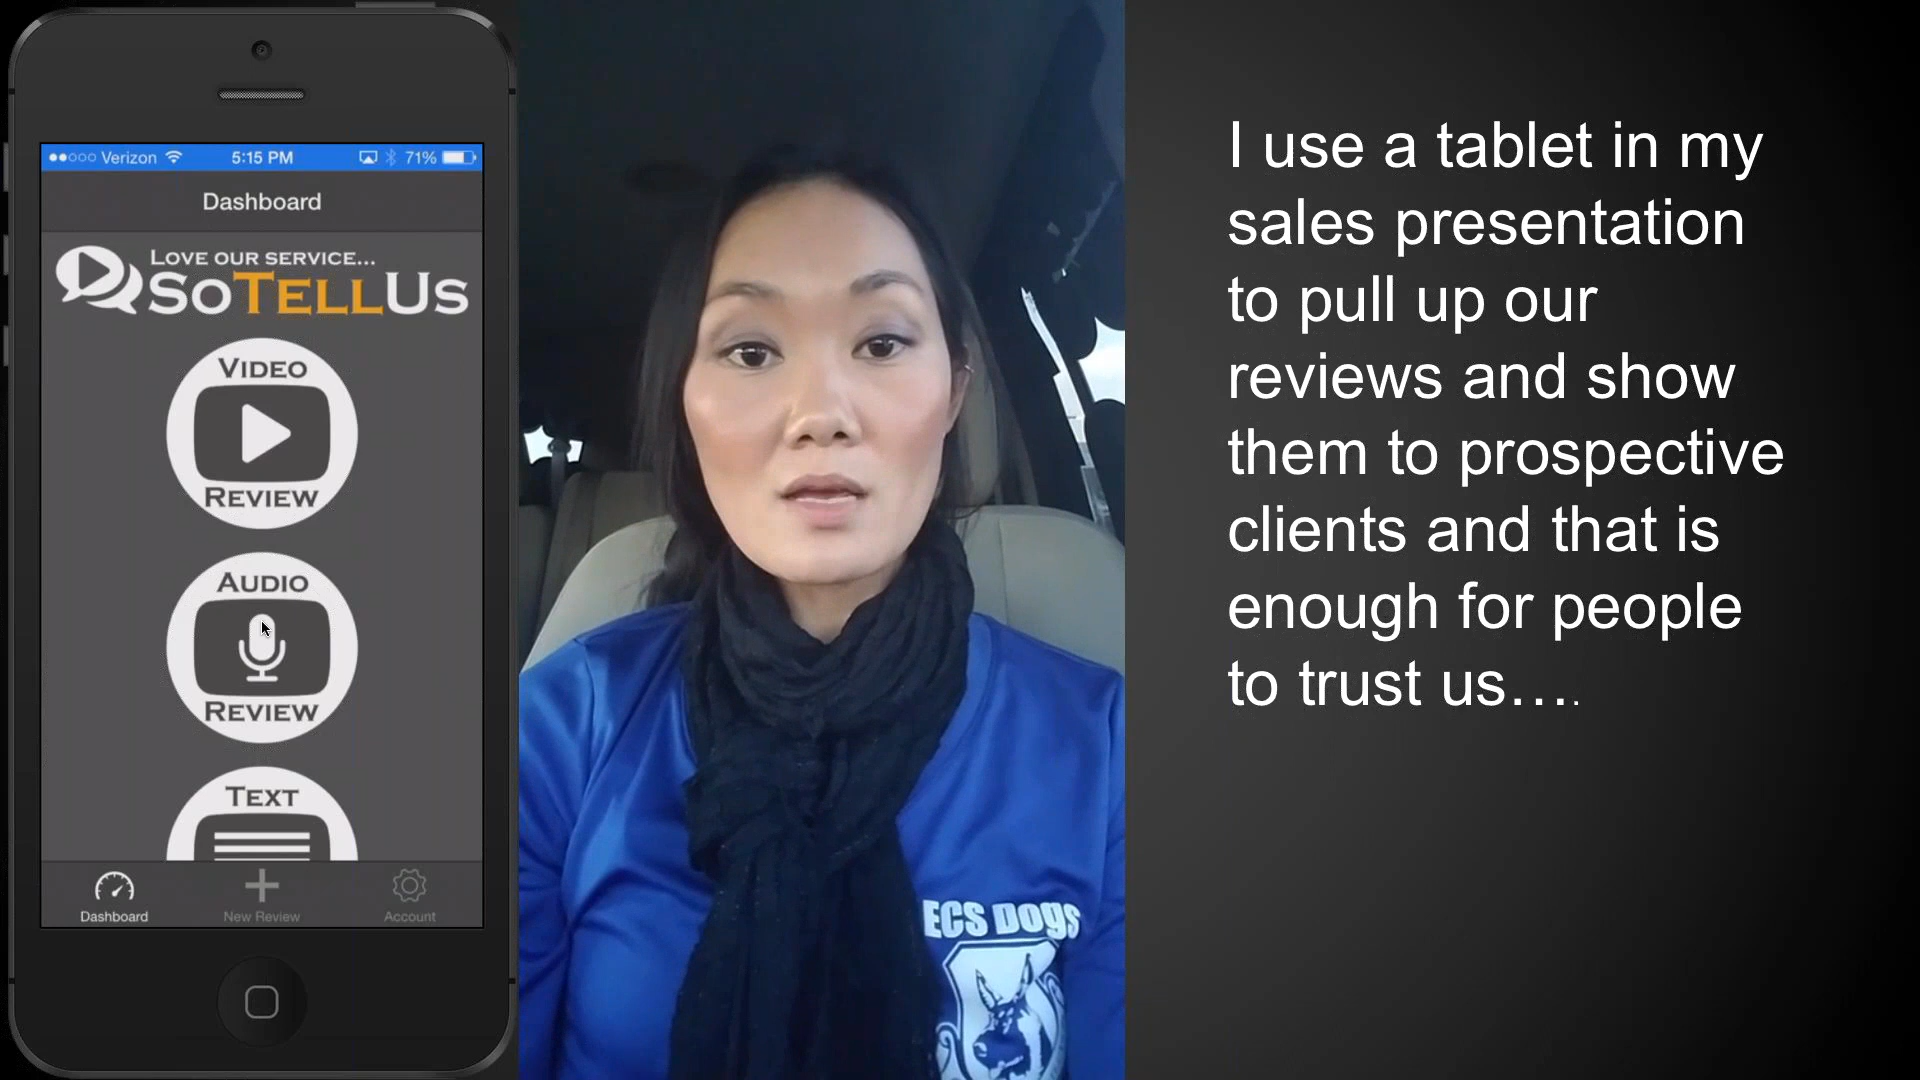 Verizon 5:15 PM 71%
Dashboard
LOVE OUR SERVICE...
SOTELLUS
VIDEO
REVIEW
AUDIO
REVIEW
TEXT
Dashboard New Review Account
ECS Dogs
I use a tablet in my
sales presentation
to pull up our
reviews and show
them to prospective
clients and that is
enough for people
to trust us….